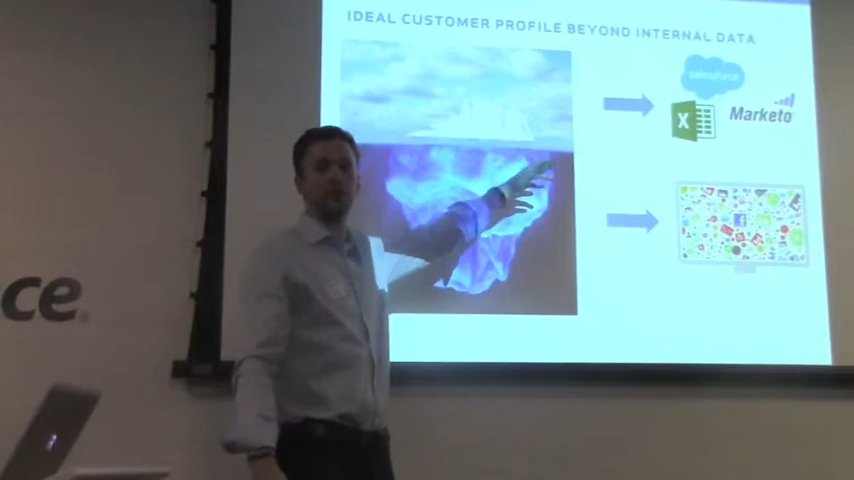 IDEAL CUSTOMER PROFILE BEYOND INTERNAL DATA
salesforce
X
Marketo
f
ce.